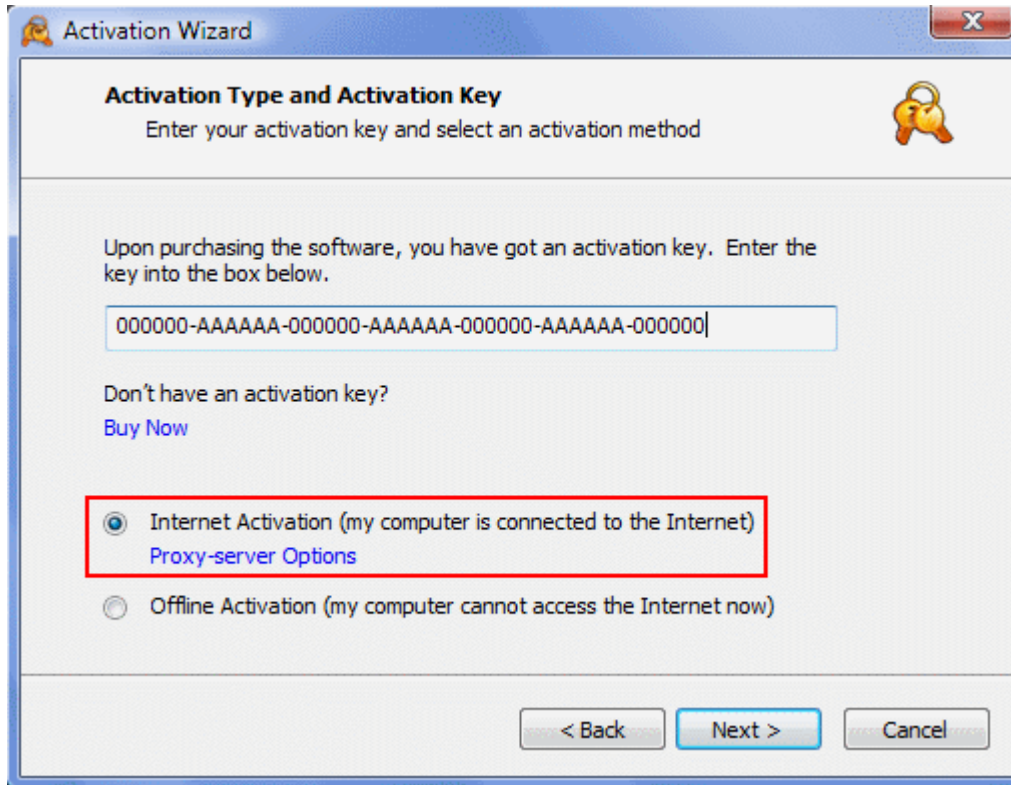 Activation Wizard
Activation Type and Activation Key
Enter your activation key and select an activation method
Upon purchasing the software, you have got an activation key.  Enter the
key into the box below.
000000-AAAAAA-000000-AAAAAA-000000-AAAAAA-000000
Don't have an activation key?
Buy Now
Internet Activation (my computer is connected to the Internet)
Proxy-server Options
Offline Activation (my computer cannot access the Internet now)
< Back Next > Cancel